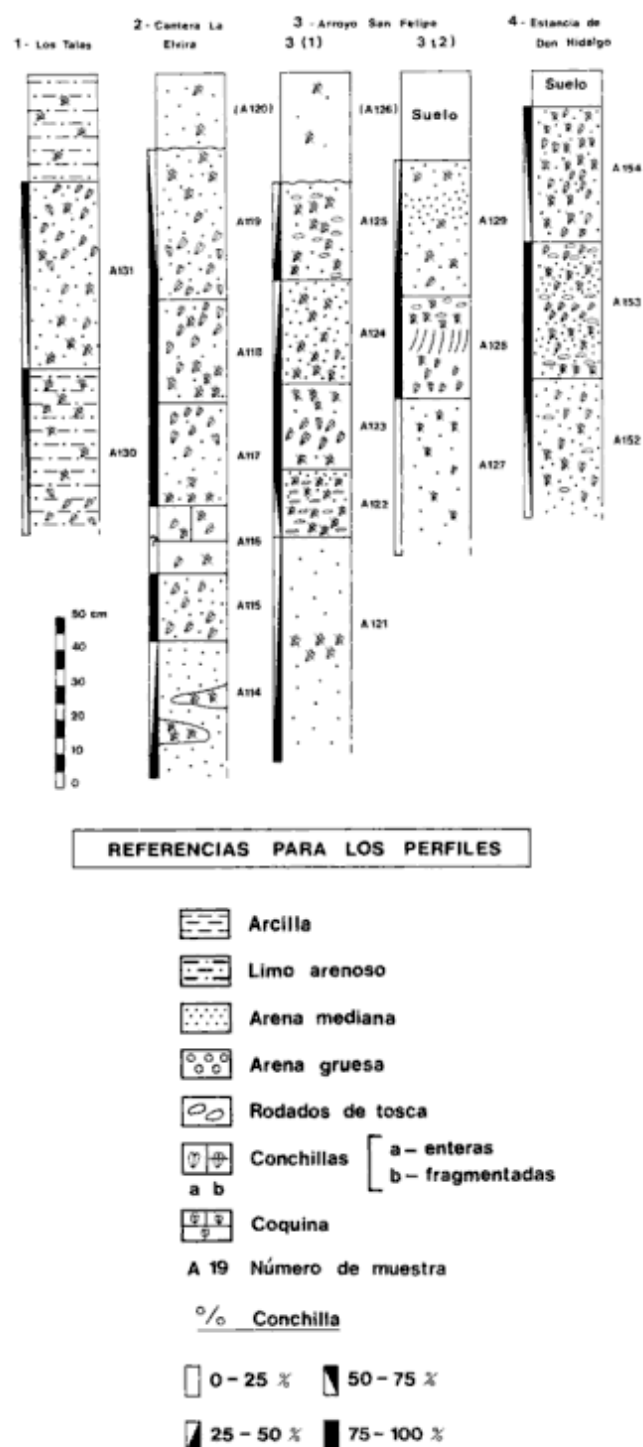 1 - Los Talas
2 - Cantera La
Elvira
3 - Arroyo San Felipe
3 (1)
3 (2)
4 - Estancia de
Don Hidalgo
A131
A130
(A120)
A119
A118
A117
?
A116
A115
A114
(A126)
A125
A124
A123
A122
A121
Suelo
A129
A128
A127
Suelo
A154
A153
A152
50 cm
40
30
20
10
0
REFERENCIAS PARA LOS PERFILES
Arcilla
Limo arenoso
Arena mediana
Arena gruesa
Rodados de tosca
Conchillas
a - enteras
b - fragmentadas
a b
Coquina
A 19 Número de muestra
% Conchilla
0 - 25 %
50 - 75 %
25 - 50 %
75 - 100 %